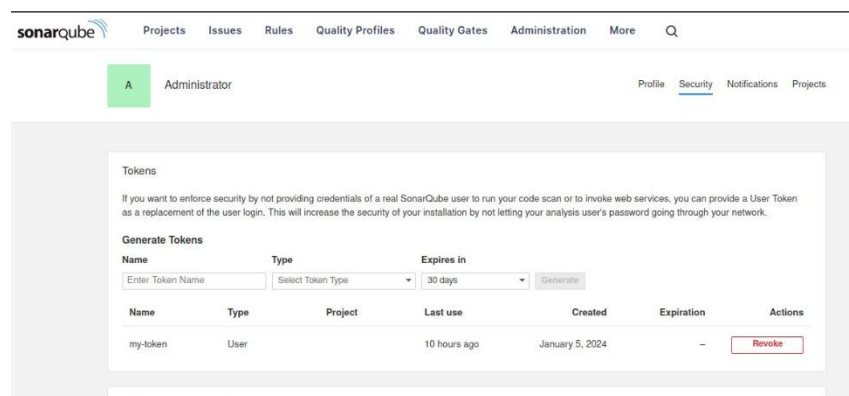 sonarqube Projects Issues Rules Quality Profiles Quality Gates Administration More
A Administrator Profile Security Notifications Projects
Tokens
If you want to enforce security by not providing credentials of a real SonarQube user to run your code scan or to invoke web services, you can provide a User Token
as a replacement of the user login. This will increase the security of your installation by not letting your analysis user's password going through your network.
Generate Tokens
Name Type Expires in
Enter Token Name Select Token Type 30 days Generate
Name Type Project Last use Created Expiration Actions
my-token User 10 hours ago January 5, 2024 – Revoke